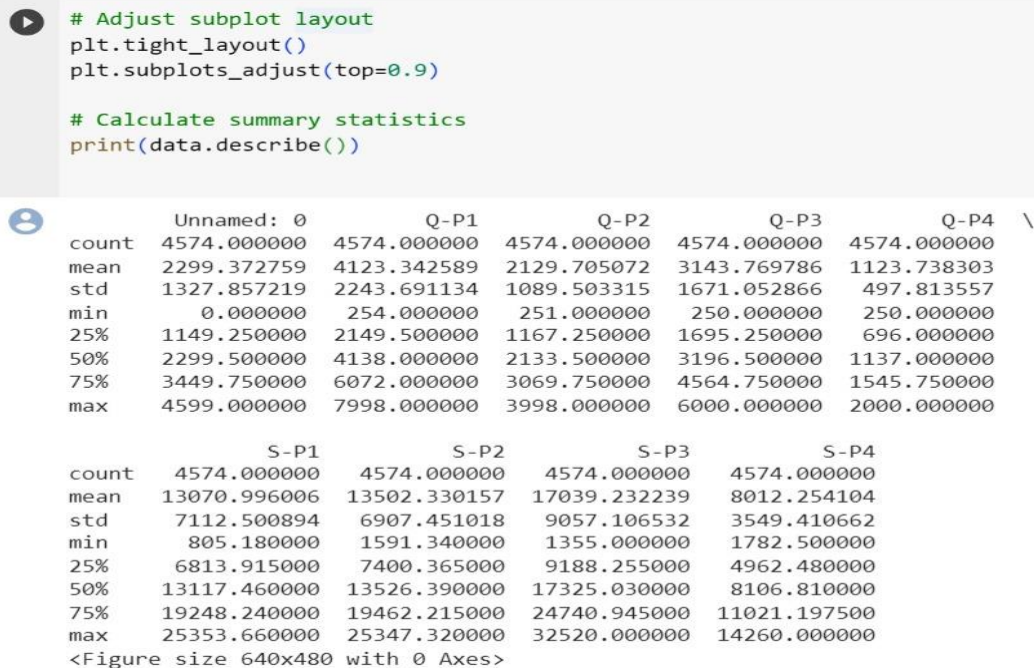 # Adjust subplot layout
plt.tight_layout()
plt.subplots_adjust(top=0.9)
# Calculate summary statistics
print(data.describe())
Unnamed: 0 Q-P1 Q-P2 Q-P3 Q-P4 \
count 4574.000000 4574.000000 4574.000000 4574.000000 4574.000000
mean 2299.372759 4123.342589 2129.705072 3143.769786 1123.738303
std 1327.857219 2243.691134 1089.503315 1671.052866 497.813557
min 0.000000 254.000000 251.000000 250.000000 250.000000
25% 1149.250000 2149.500000 1167.250000 1695.250000 696.000000
50% 2299.500000 4138.000000 2133.500000 3196.500000 1137.000000
75% 3449.750000 6072.000000 3069.750000 4564.750000 1545.750000
max 4599.000000 7998.000000 3998.000000 6000.000000 2000.000000
S-P1 S-P2 S-P3 S-P4
count 4574.000000 4574.000000 4574.000000 4574.000000
mean 13070.996006 13502.330157 17039.232239 8012.254104
std 7112.500894 6907.451018 9057.106532 3549.410662
min 805.180000 1591.340000 1355.000000 1782.500000
25% 6813.915000 7400.365000 9188.255000 4962.480000
50% 13117.460000 13526.390000 17325.030000 8106.810000
75% 19248.240000 19462.215000 24740.945000 11021.197500
max 25353.660000 25347.320000 32520.000000 14260.000000
<Figure size 640x480 with 0 Axes>